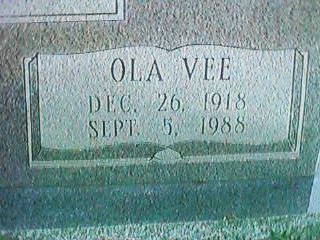 OLA VEE
DEC. 26, 1918
SEPT. 5, 1988